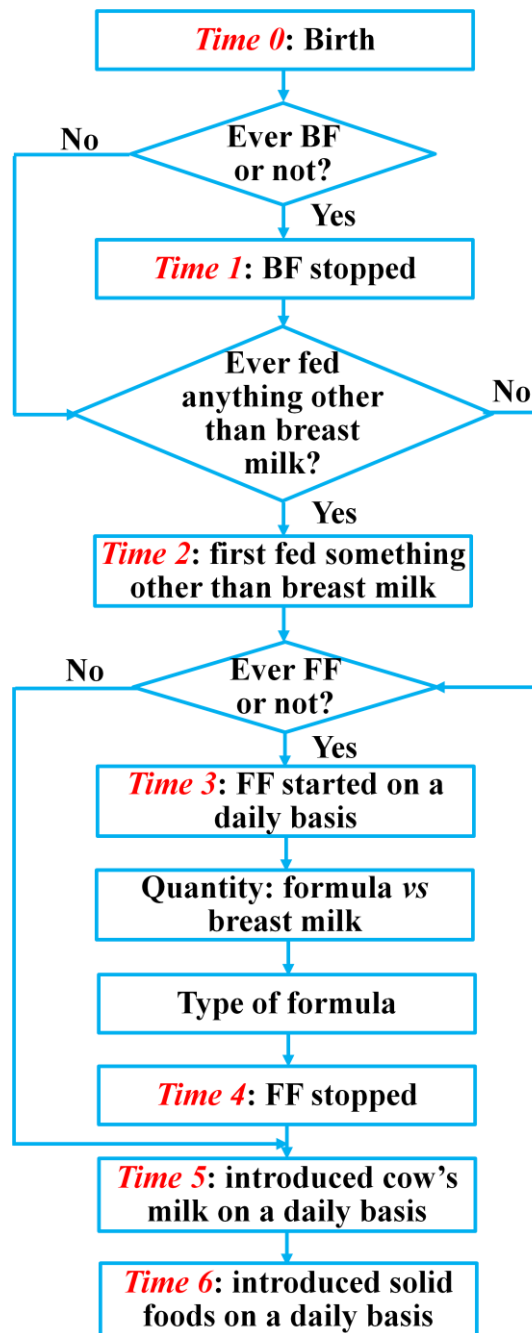 Time 0: Birth
No
Ever BF
or not?
Yes
Time 1: BF stopped
Ever fed
anything other
than breast
milk?
No
Yes
Time 2: first fed something
other than breast milk
No
Ever FF
or not?
Yes
Time 3: FF started on a
daily basis
Quantity: formula vs
breast milk
Type of formula
Time 4: FF stopped
Time 5: introduced cow’s
milk on a daily basis
Time 6: introduced solid
foods on a daily basis